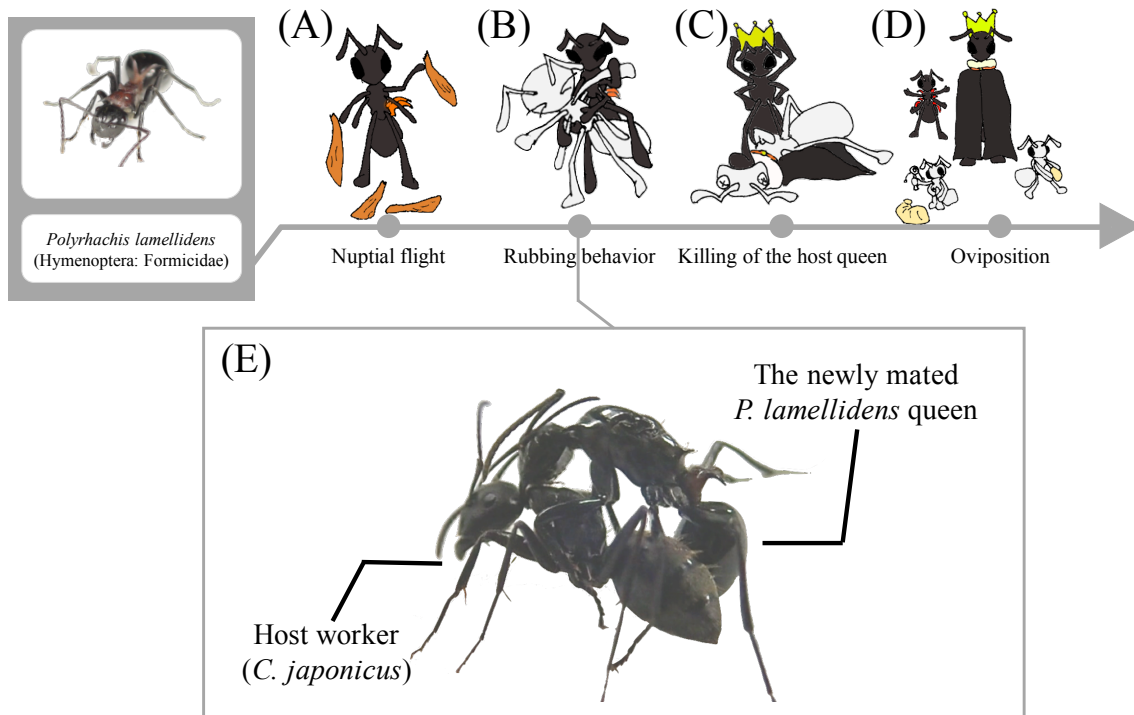 (A)
(B)
(C)
(D)
Polyrhachis lamellidens
(Hymenoptera: Formicidae)
Nuptial flight
Rubbing behavior
Killing of the host queen
Oviposition
(E)
The newly mated
P. lamellidens queen
Host worker
(C. japonicus)